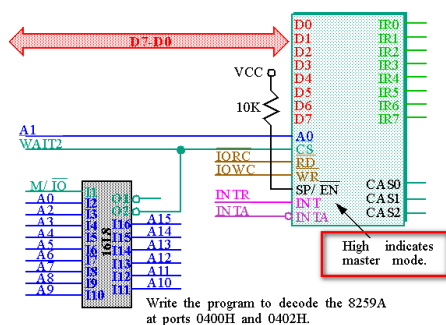 D7-D0
D0
D1
D2
D3
D4
D5
D6
D7
A0
CS
RD
WR
SP/EN
INT
INTA
IR0
IR1
IR2
IR3
IR4
IR5
IR6
IR7
CAS0
CAS1
CAS2
VCC
10K
A1
WAIT2
IORC
IOWC
INTR
INTA
M/IO
A0
A2
A3
A4
A5
A6
A7
A8
A9
I1
I2
I3
I4
I5
I6
I7
I8
I9
I10
16L8
O1
O2
I16
I15
I14
I13
I12
I11
A15
A14
A13
A12
A11
A10
High indicates
master mode.
Write the program to decode the 8259A
at ports 0400H and 0402H.